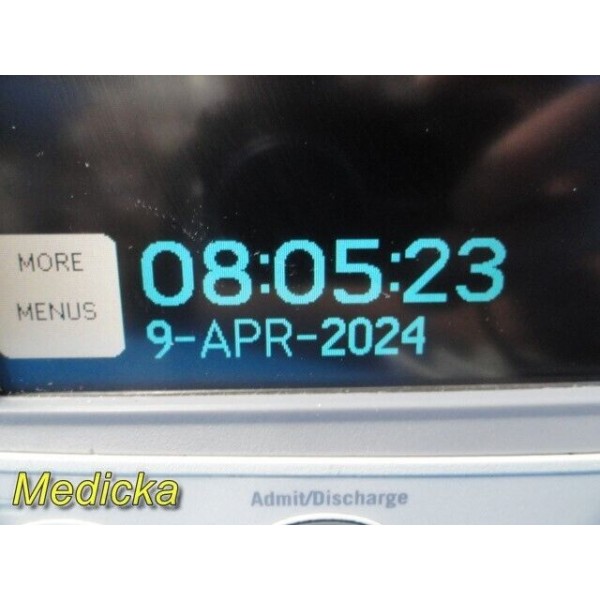 MORE
MENUS
08:05:23
9-APR-2024
Medicka
Admit/Discharge